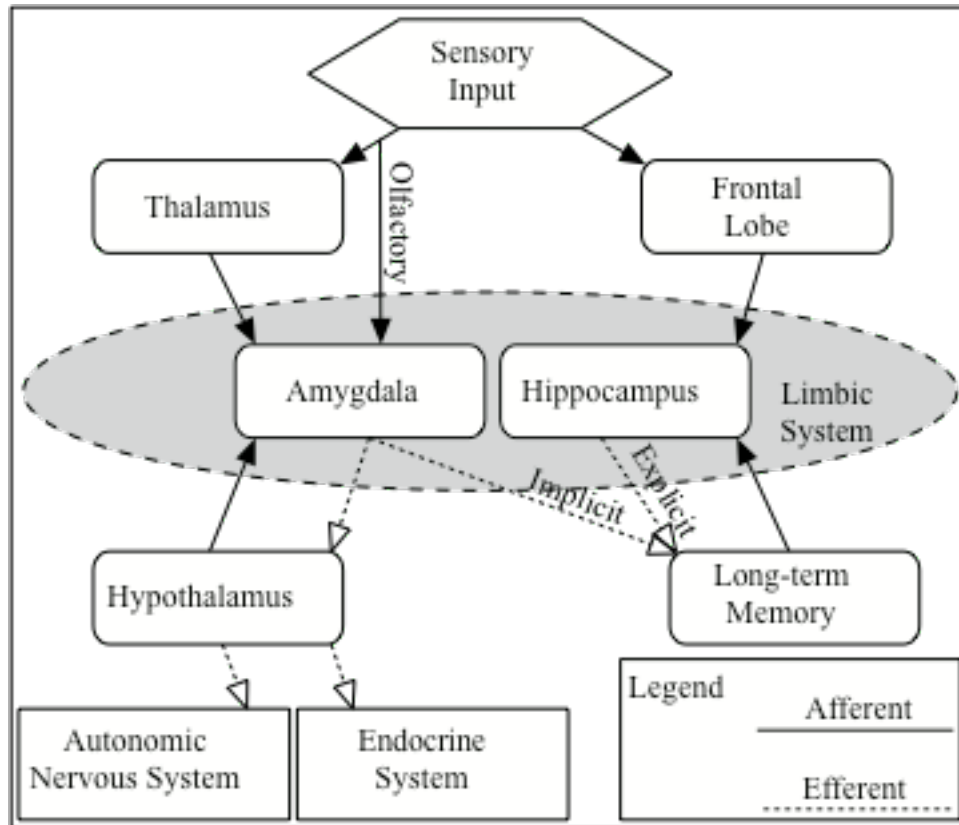 Sensory
Input
Thalamus
Olfactory
Frontal
Lobe
Amygdala
Hippocampus
Limbic
System
Implicit
Explicit
Hypothalamus
Long-term
Memory
Autonomic
Nervous System
Endocrine
System
Legend
Afferent
Efferent